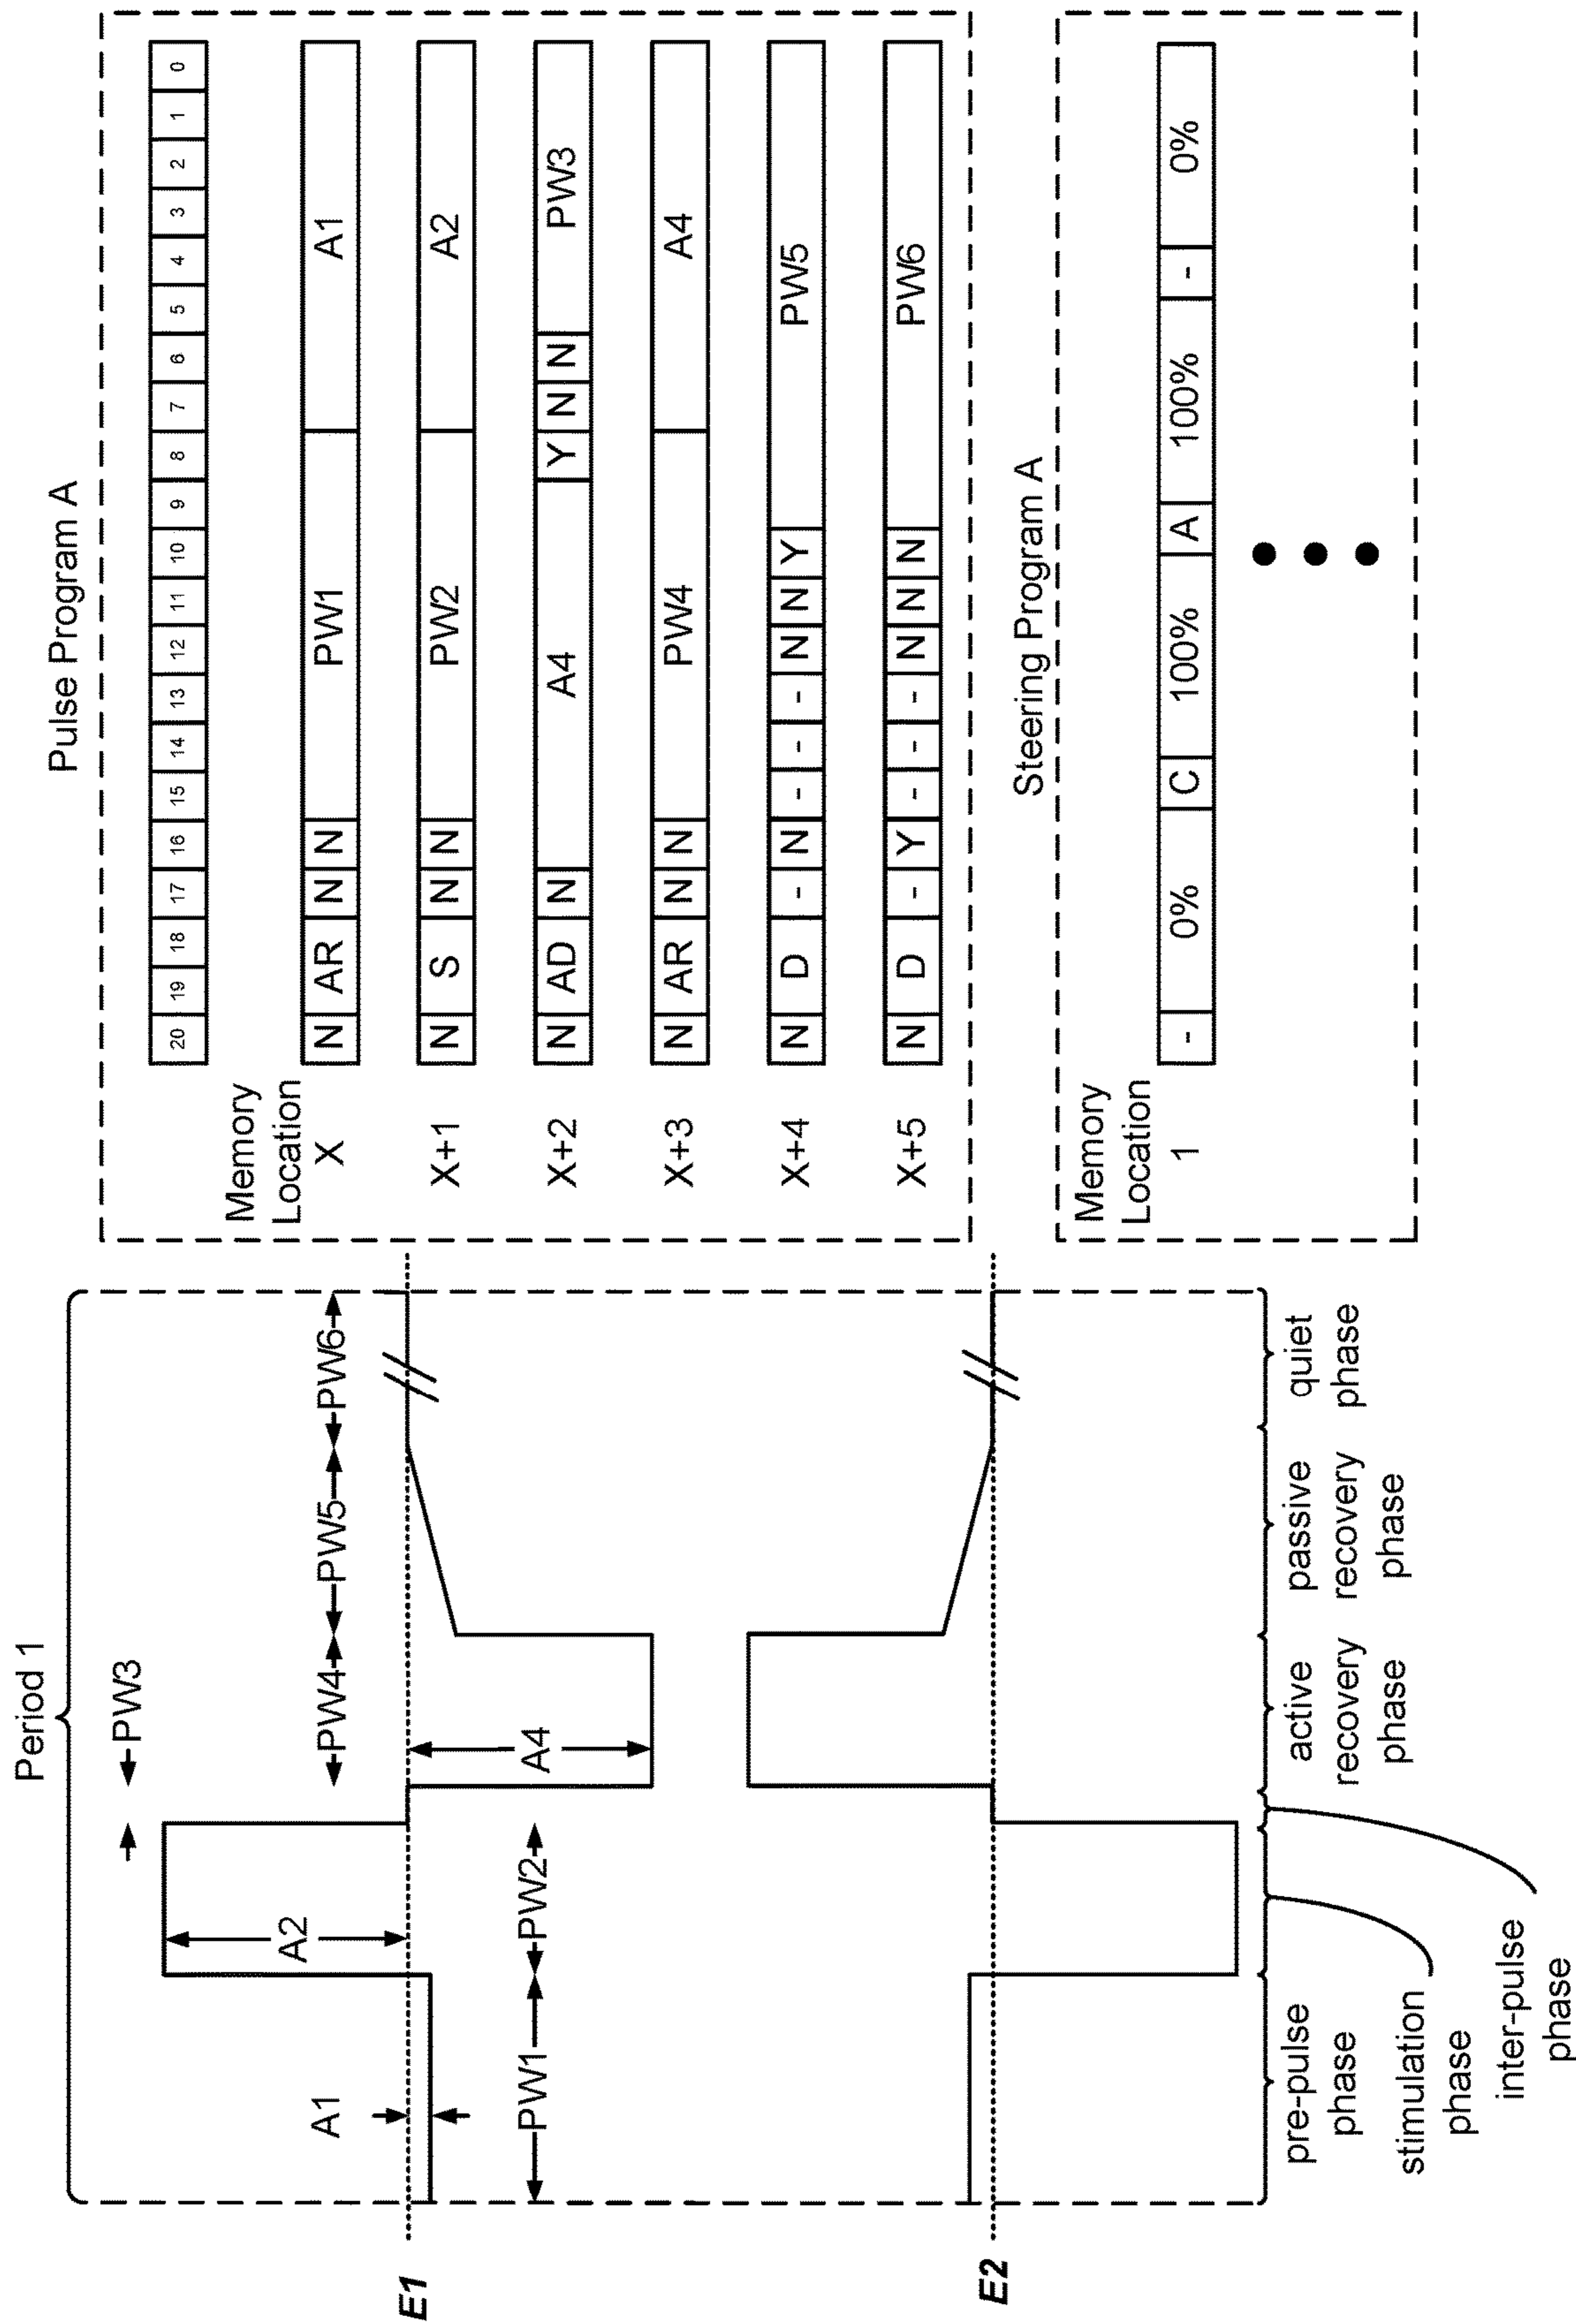 Period 1
PW3
A2
PW4
PW5
PW6
A1
PW1
PW2
A4
E1
E2
pre-pulse
phase
stimulation
phase
inter-pulse
phase
active
recovery
phase
passive
recovery
phase
quiet
phase
Pulse Program A
20 19 18 17 16 15 14 13 12 11 10 9 8 7 6 5 4 3 2 1 0
Memory
Location
X N AR N N PW1 A1
X+1 N S N N PW2 A2
X+2 N AD N A4 Y N N PW3
X+3 N AR N N PW4 A4
X+4 N D - N - - - N N Y PW5
X+5 N D - Y - - - N N N PW6
Steering Program A
Memory
Location
1 - 0% C 100% A 100% - 0%